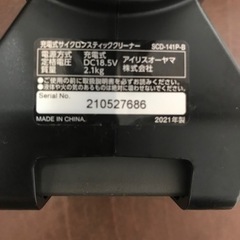 充電式サイクロンスティッククリーナー SCD-141P-B
電源方式 充電式
定格電圧 DC18.5V
質量 2.1kg
アイリスオーヤマ
株式会社
Serial No.
210527686
2021年製